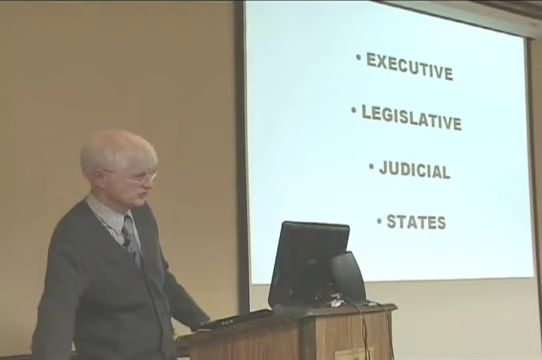 • EXECUTIVE
• LEGISLATIVE
• JUDICIAL
• STATES